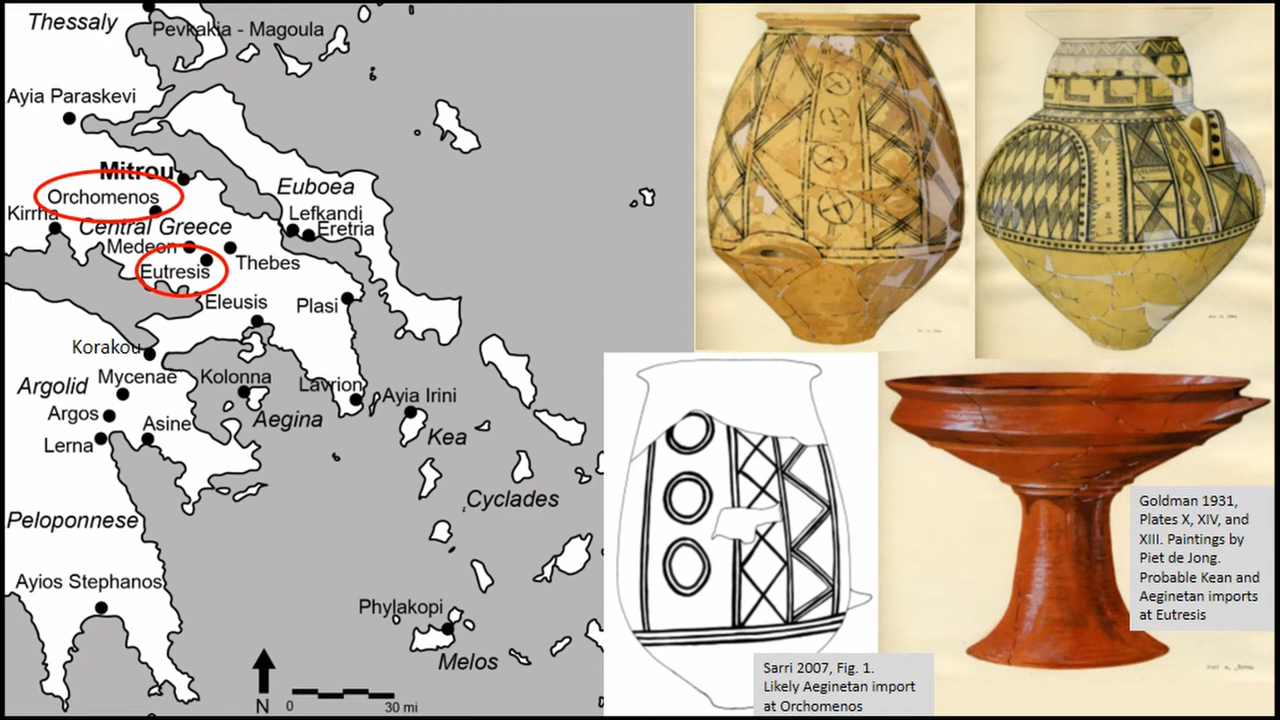 Thessaly
Pevkakia - Magoula
Ayia Paraskevi
Mitrou
Orchomenos
Euboea
Kirrha
Central Greece
Lefkandi
Eretria
Medeon
Thebes
Eutresis
Eleusis
Plasi
Korakou
Mycenae
Kolonna
Lavrion
Ayia Irini
Argolid
Argos
Asine
Aegina
Kea
Lerna
Cyclades
Peloponnese
Ayios Stephanos
Phylakopi
Melos
N
0
30 mi
Goldman 1931,
Plates X, XIV, and
XIII. Paintings by
Piet de Jong.
Probable Kean and
Aeginetan imports
at Eutresis
Sarri 2007, Fig. 1.
Likely Aeginetan import
at Orchomenos